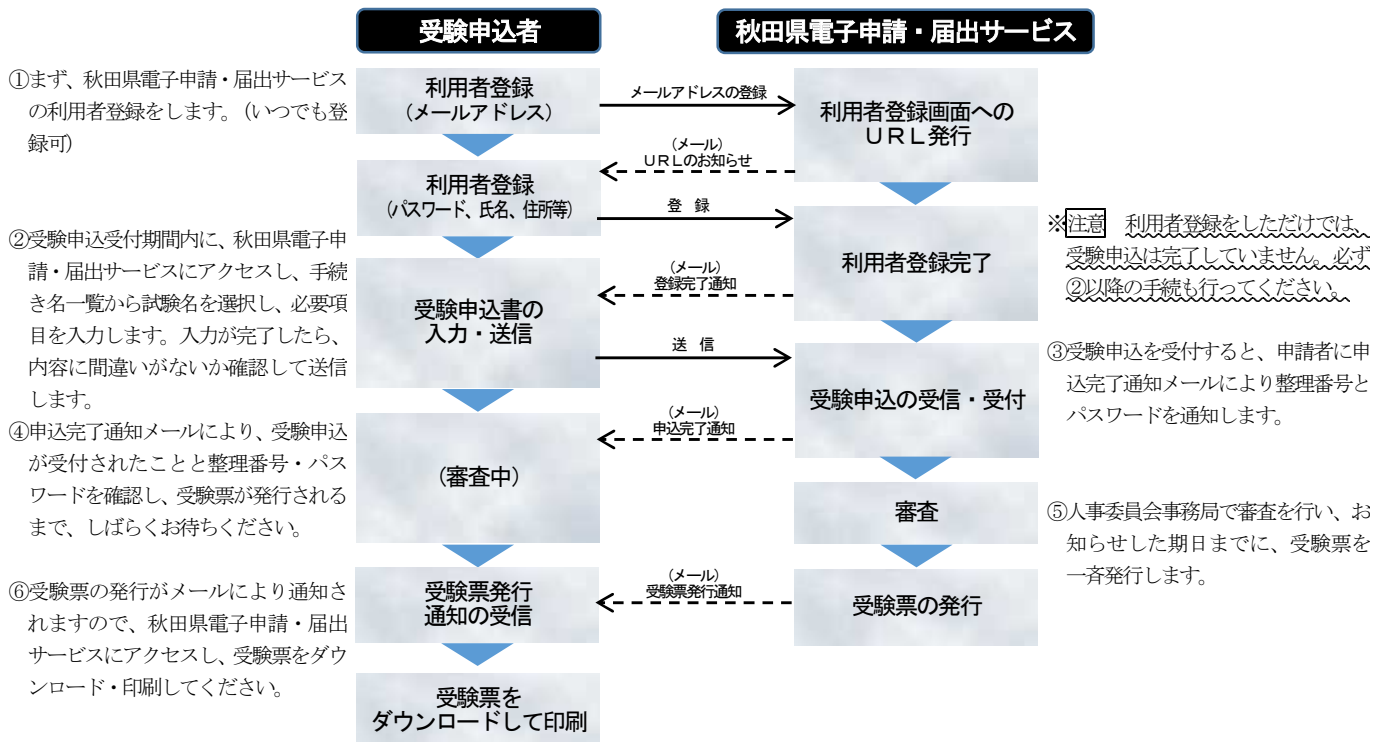 受験申込者
秋田県電子申請・届出サービス
①まず、秋田県電子申請・届出サービス
の利用者登録をします。(いつでも登
録可)
利用者登録
(メールアドレス)
メールアドレスの登録
利用者登録画面への
ＵＲＬ発行
(メール)
ＵＲＬのお知らせ
利用者登録
(パスワード、氏名、住所等)
登 録
利用者登録完了
※注意 利用者登録をしただけでは、
受験申込は完了していません。必ず
②以降の手続も行ってください。
②受験申込受付期間内に、秋田県電子申
請・届出サービスにアクセスし、手続
き名一覧から試験名を選択し、必要項
目を入力します。入力が完了したら、
内容に間違いがないか確認して送信
します。
(メール)
登録完了通知
受験申込書の
入力・送信
送 信
受験申込の受信・受付
③受験申込を受付すると、申請者に申
込完了通知メールにより整理番号と
パスワードを通知します。
④申込完了通知メールにより、受験申込
が受付されたことと整理番号・パス
ワードを確認し、受験票が発行される
まで、しばらくお待ちください。
(メール)
申込完了通知
(審査中)
審査
⑤人事委員会事務局で審査を行い、お
知らせした期日までに、受験票を
一斉発行します。
⑥受験票の発行がメールにより通知さ
れますので、秋田県電子申請・届出
サービスにアクセスし、受験票をダウ
ンロード・印刷してください。
受験票発行
通知の受信
(メール)
受験票発行通知
受験票の発行
受験票を
ダウンロードして印刷